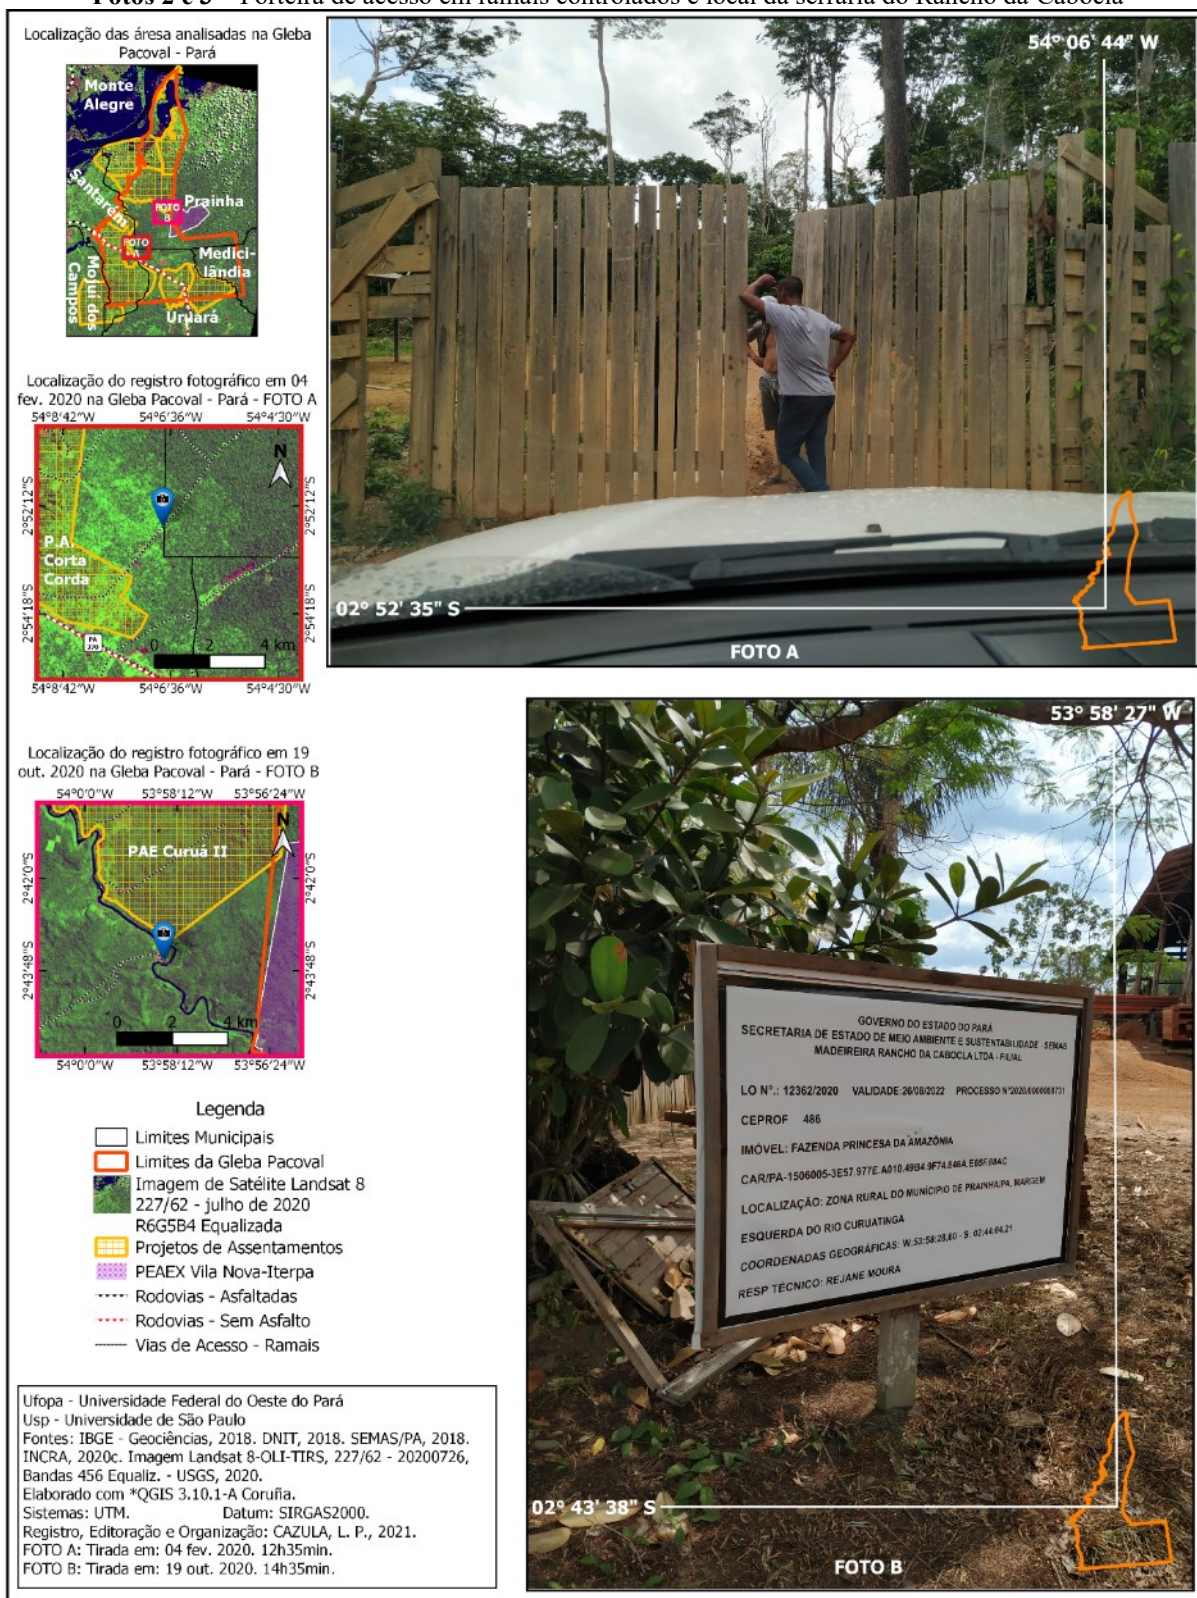 Fotos 2 e 3 – Porteira de acesso em ramais controlados e local da serraria do Rancho da Cabocla
Localização das áresa analisadas na Gleba
Pacoval - Pará
Monte
Alegre
Santarém
Prainha
FOTO
B
FOTO
A
Medici-
lândia
Mojuí dos
Campos
Uruará
Localização do registro fotográfico em 04
fev. 2020 na Gleba Pacoval - Pará - FOTO A
54°8'42"W 54°6'36"W 54°4'30"W
N
2°52'12"S 2°52'12"S
P.A.
Corta
Corda
2°54'18"S 2°54'18"S
PA
370
0 2 4 km
54°8'42"W 54°6'36"W 54°4'30"W
54° 06' 44" W
02° 52' 35" S
FOTO A
Localização do registro fotográfico em 19
out. 2020 na Gleba Pacoval - Pará - FOTO B
54°0'0"W 53°58'12"W 53°56'24"W
N
PAE Curuá II
2°42'0"S 2°42'0"S
2°43'48"S 2°43'48"S
0 2 4 km
54°0'0"W 53°58'12"W 53°56'24"W
Legenda
Limites Municipais
Limites da Gleba Pacoval
Imagem de Satélite Landsat 8
227/62 - julho de 2020
R6G5B4 Equalizada
Projetos de Assentamentos
PEAEX Vila Nova-Iterpa
Rodovias - Asfaltadas
Rodovias - Sem Asfalto
Vias de Acesso - Ramais
Ufopa - Universidade Federal do Oeste do Pará
Usp - Universidade de São Paulo
Fontes: IBGE - Geociências, 2018. DNIT, 2018. SEMAS/PA, 2018.
INCRA, 2020c. Imagem Landsat 8-OLI-TIRS, 227/62 - 20200726,
Bandas 456 Equaliz. - USGS, 2020.
Elaborado com *QGIS 3.10.1-A Coruña.
Sistemas: UTM. Datum: SIRGAS2000.
Registro, Editoração e Organização: CAZULA, L. P., 2021.
FOTO A: Tirada em: 04 fev. 2020. 12h35min.
FOTO B: Tirada em: 19 out. 2020. 14h35min.
53° 58' 27" W
GOVERNO DO ESTADO DO PARÁ
SECRETARIA DE ESTADO DE MEIO AMBIENTE E SUSTENTABILIDADE - SEMAS
MADEIREIRA RANCHO DA CABOCLA LTDA - FILIAL
LO N°.: 12362/2020 VALIDADE:26/08/2022 PROCESSO N°
CEPROF 486
IMÓVEL: FAZENDA PRINCESA DA AMAZÔNIA
CAR/PA-1506005-3E57.977E.A010.49B4.9F74.846A.E65F.68AC
LOCALIZAÇÃO: ZONA RURAL DO MUNICIPIO DE PRAINHA/PA, MARGEM
ESQUERDA DO RIO CURUATINGA
COORDENADAS GEOGRÁFICAS: W:53:58:28,60 - S: 02:44:04,21
RESP TÉCNICO: REJANE MOURA
02° 43' 38" S
FOTO B